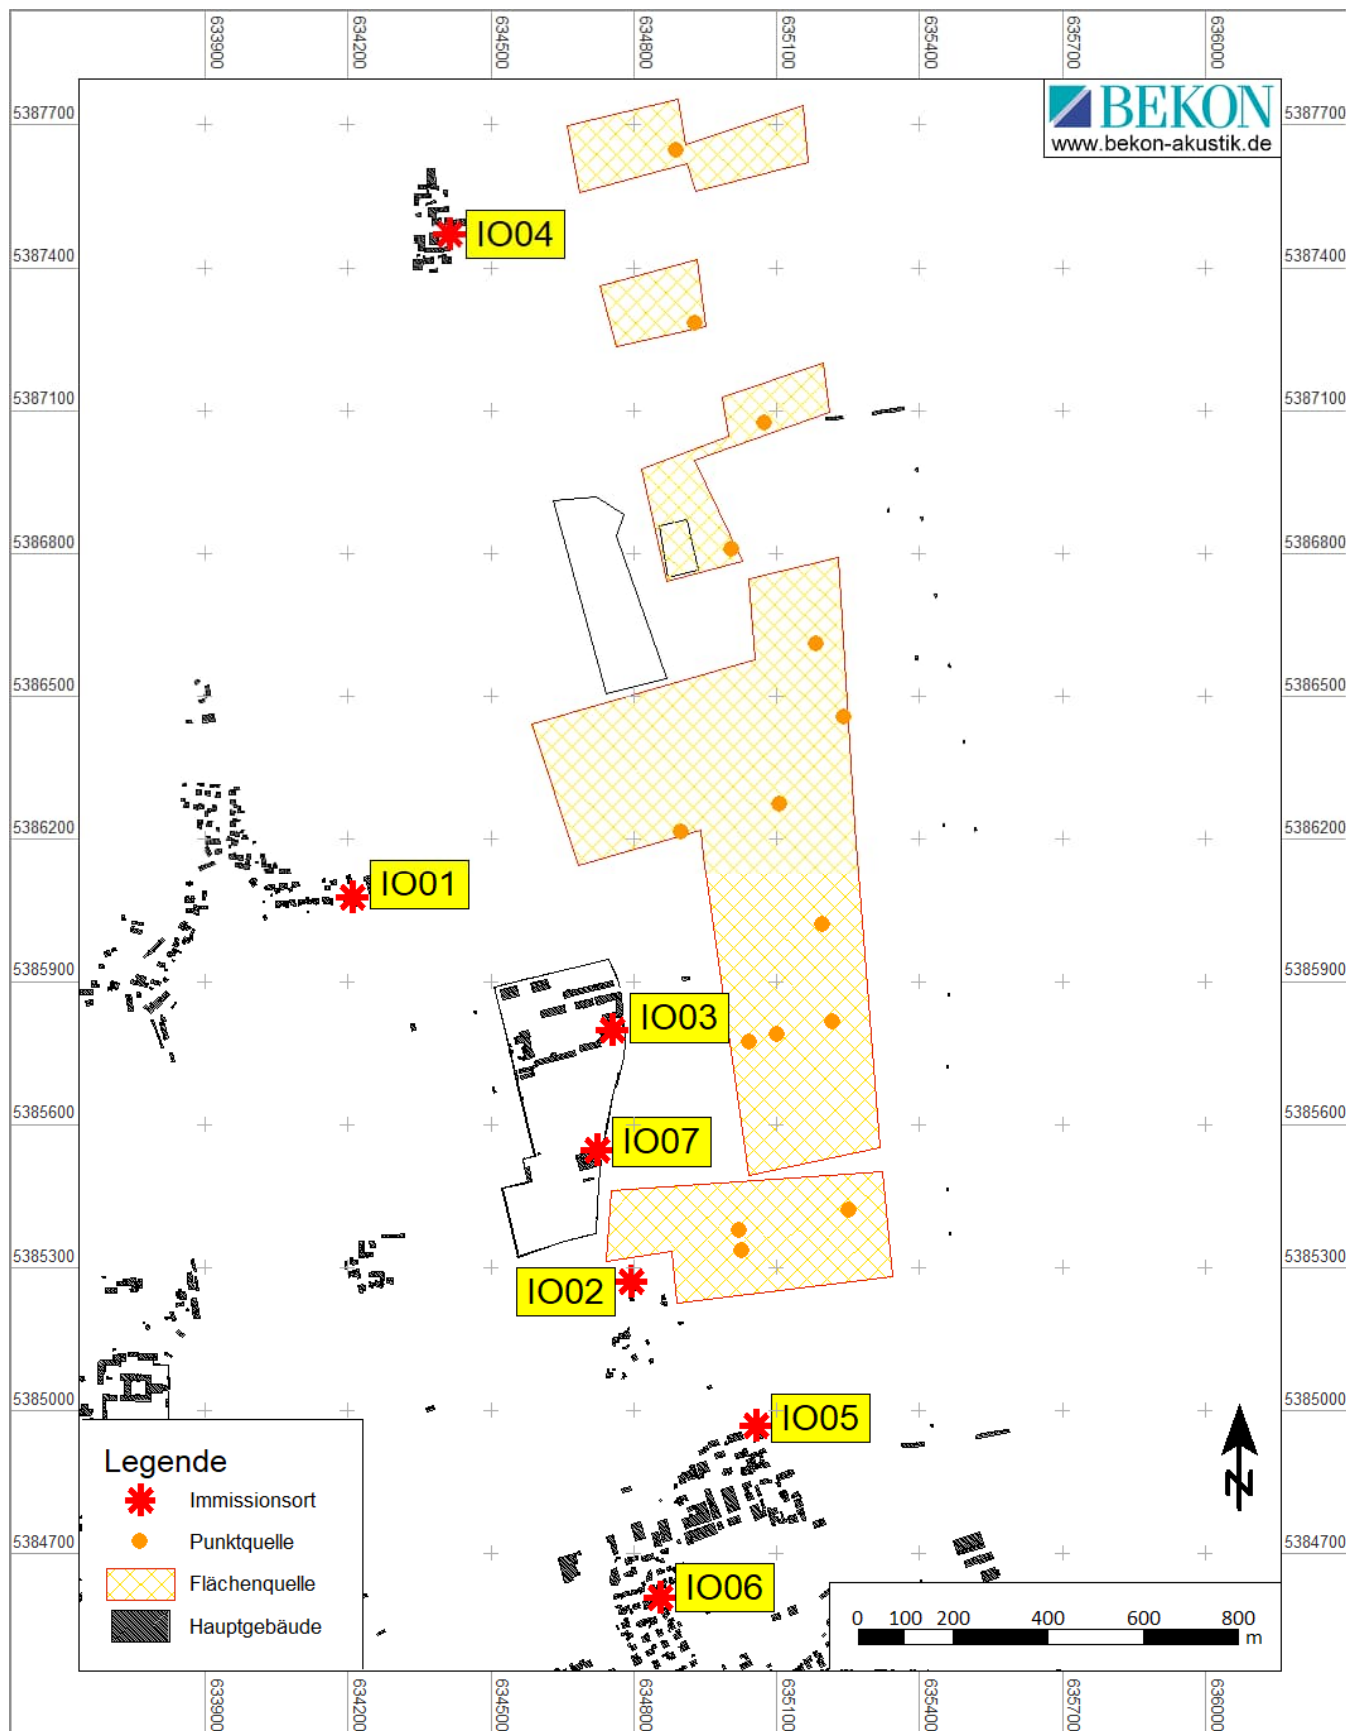 633900 634200 634500 634800 635100 635400 635700 636000
5387700 5387700
BEKON
www.bekon-akustik.de
IO04
5387400 5387400
5387100 5387100
5386800 5386800
5386500 5386500
5386200 5386200
IO01
5385900 5385900
IO03
5385600 5385600
IO07
5385300 5385300
IO02
5385000 5385000
IO05
Legende
Immissionsort
Punktquelle
Flächenquelle
Hauptgebäude
N
5384700 5384700
IO06
0 100 200 400 600 800
m
633900 634200 634500 634800 635100 635400 635700 636000